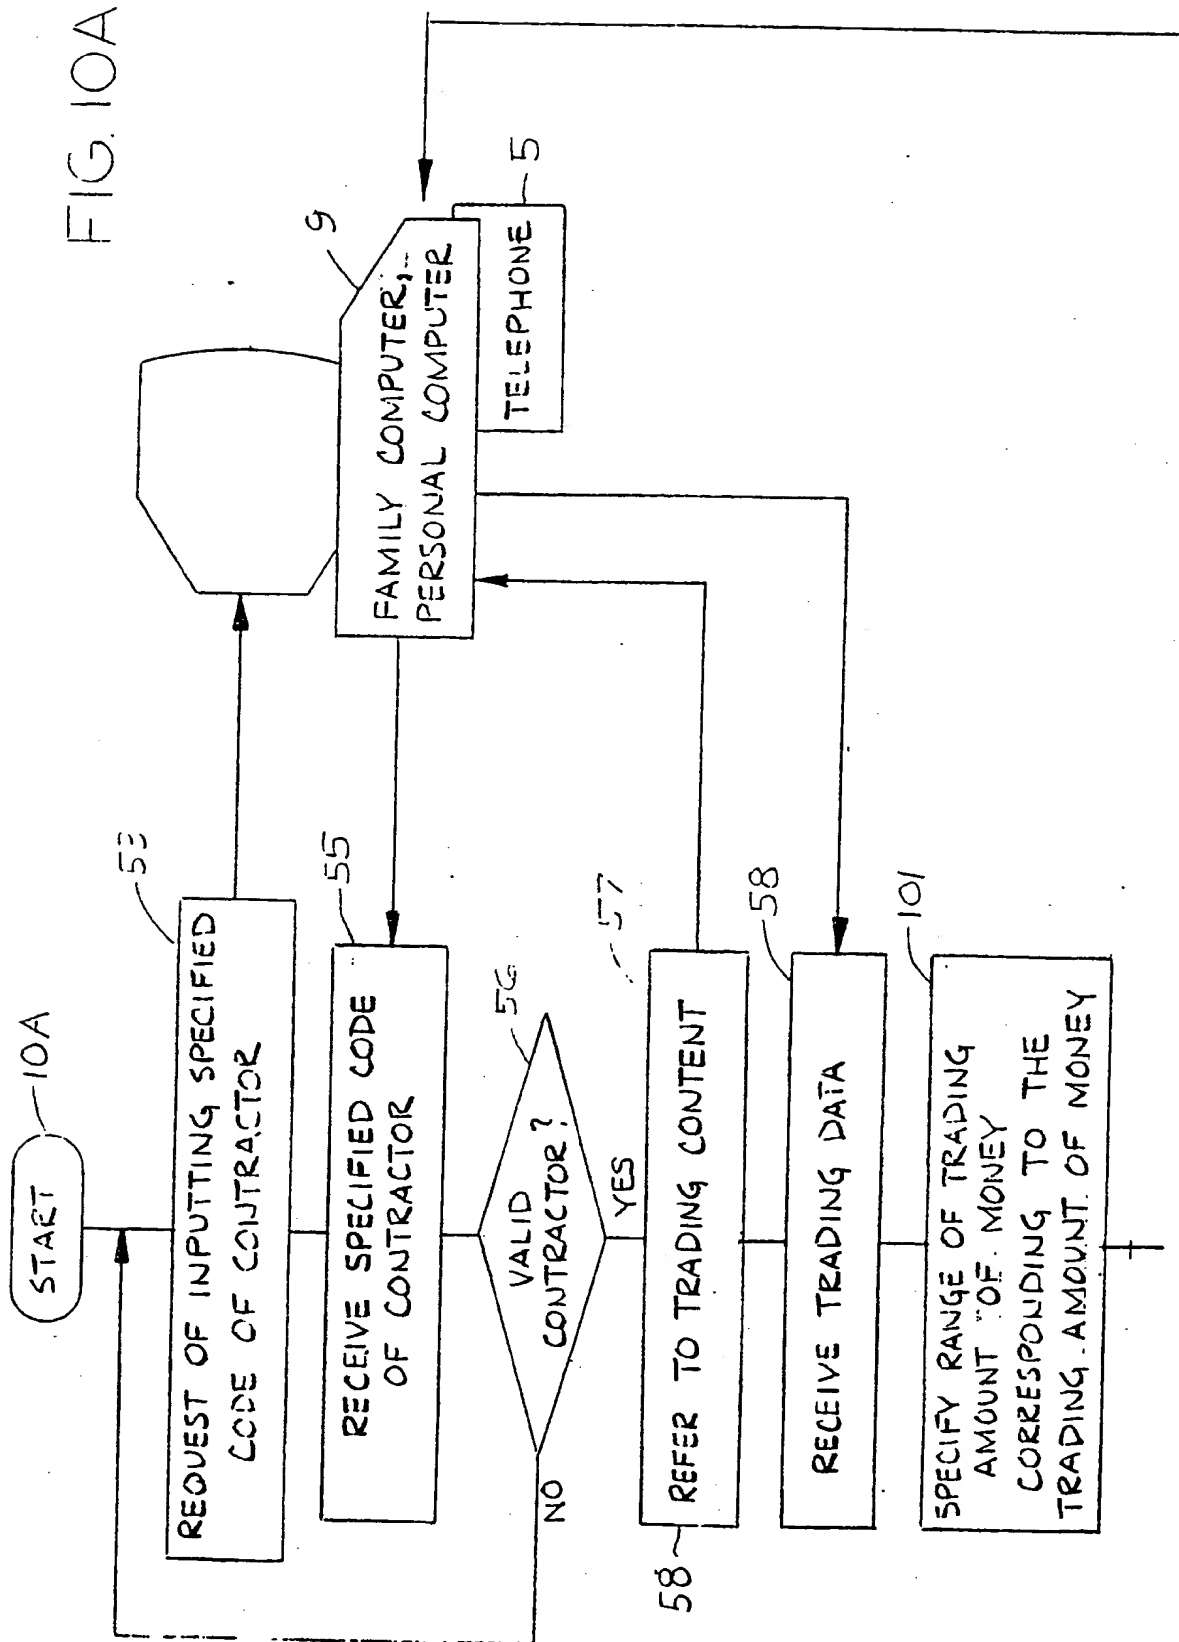 FIG. 10A
START
10A
REQUEST OF INPUTTING SPECIFIED
CODE OF CONTRACTOR
53
RECEIVE SPECIFIED CODE
OF CONTRACTOR
55
VALID
CONTRACTOR?
56
NO
YES
58
REFER TO TRADING CONTENT
57
RECEIVE TRADING DATA
58
SPECIFY RANGE OF TRADING
AMOUNT OF MONEY
CORRESPONDING TO THE
TRADING AMOUNT OF MONEY
101
FAMILY COMPUTER,
PERSONAL COMPUTER
9
TELEPHONE
5